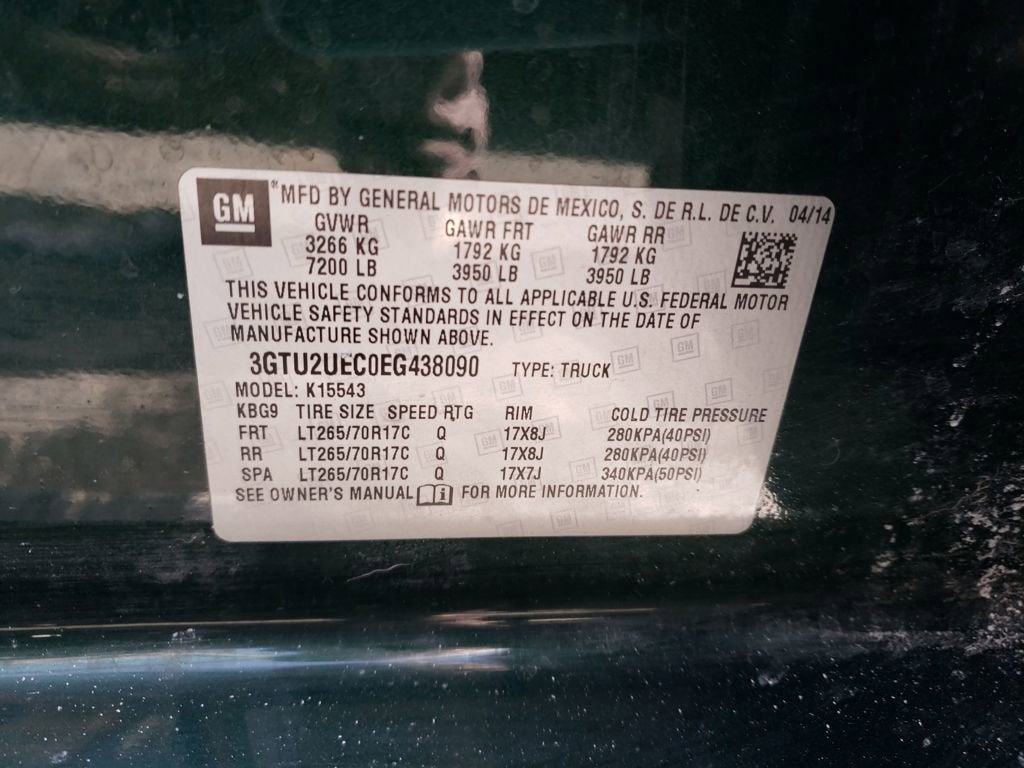 GM
MFD BY GENERAL MOTORS DE MEXICO, S. DE R.L. DE C.V. 04/14
GVWR GAWR FRT GAWR RR
3266 KG 1792 KG 1792 KG
7200 LB 3950 LB 3950 LB
THIS VEHICLE CONFORMS TO ALL APPLICABLE U.S. FEDERAL MOTOR
VEHICLE SAFETY STANDARDS IN EFFECT ON THE DATE OF
MANUFACTURE SHOWN ABOVE.
3GTU2UEC0EG438090 TYPE: TRUCK
MODEL: K15543
KBG9 TIRE SIZE SPEED RTG RIM COLD TIRE PRESSURE
FRT LT265/70R17C Q 17X8J 280KPA(40PSI)
RR LT265/70R17C Q 17X8J 280KPA(40PSI)
SPA LT265/70R17C Q 17X7J 340KPA(50PSI)
SEE OWNER'S MANUAL FOR MORE INFORMATION.